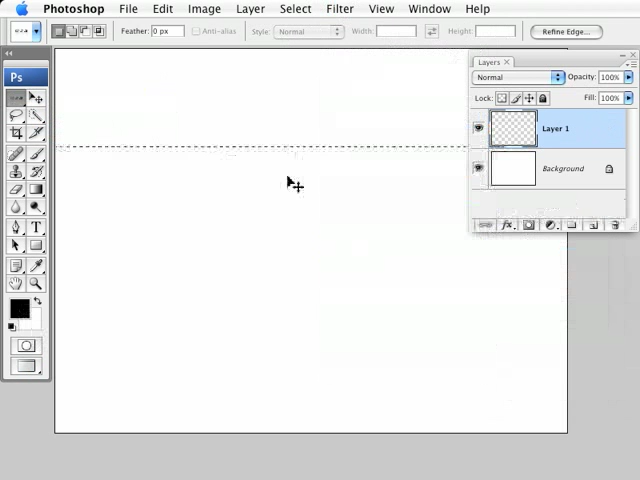 Photoshop File Edit Image Layer Select Filter View Window Help
Feather: 0 px Anti-alias Style: Normal Width: Height: Refine Edge...
Ps
Layers ×
Normal Opacity: 100%
Lock: Fill: 100%
Layer 1
Background
fx
T